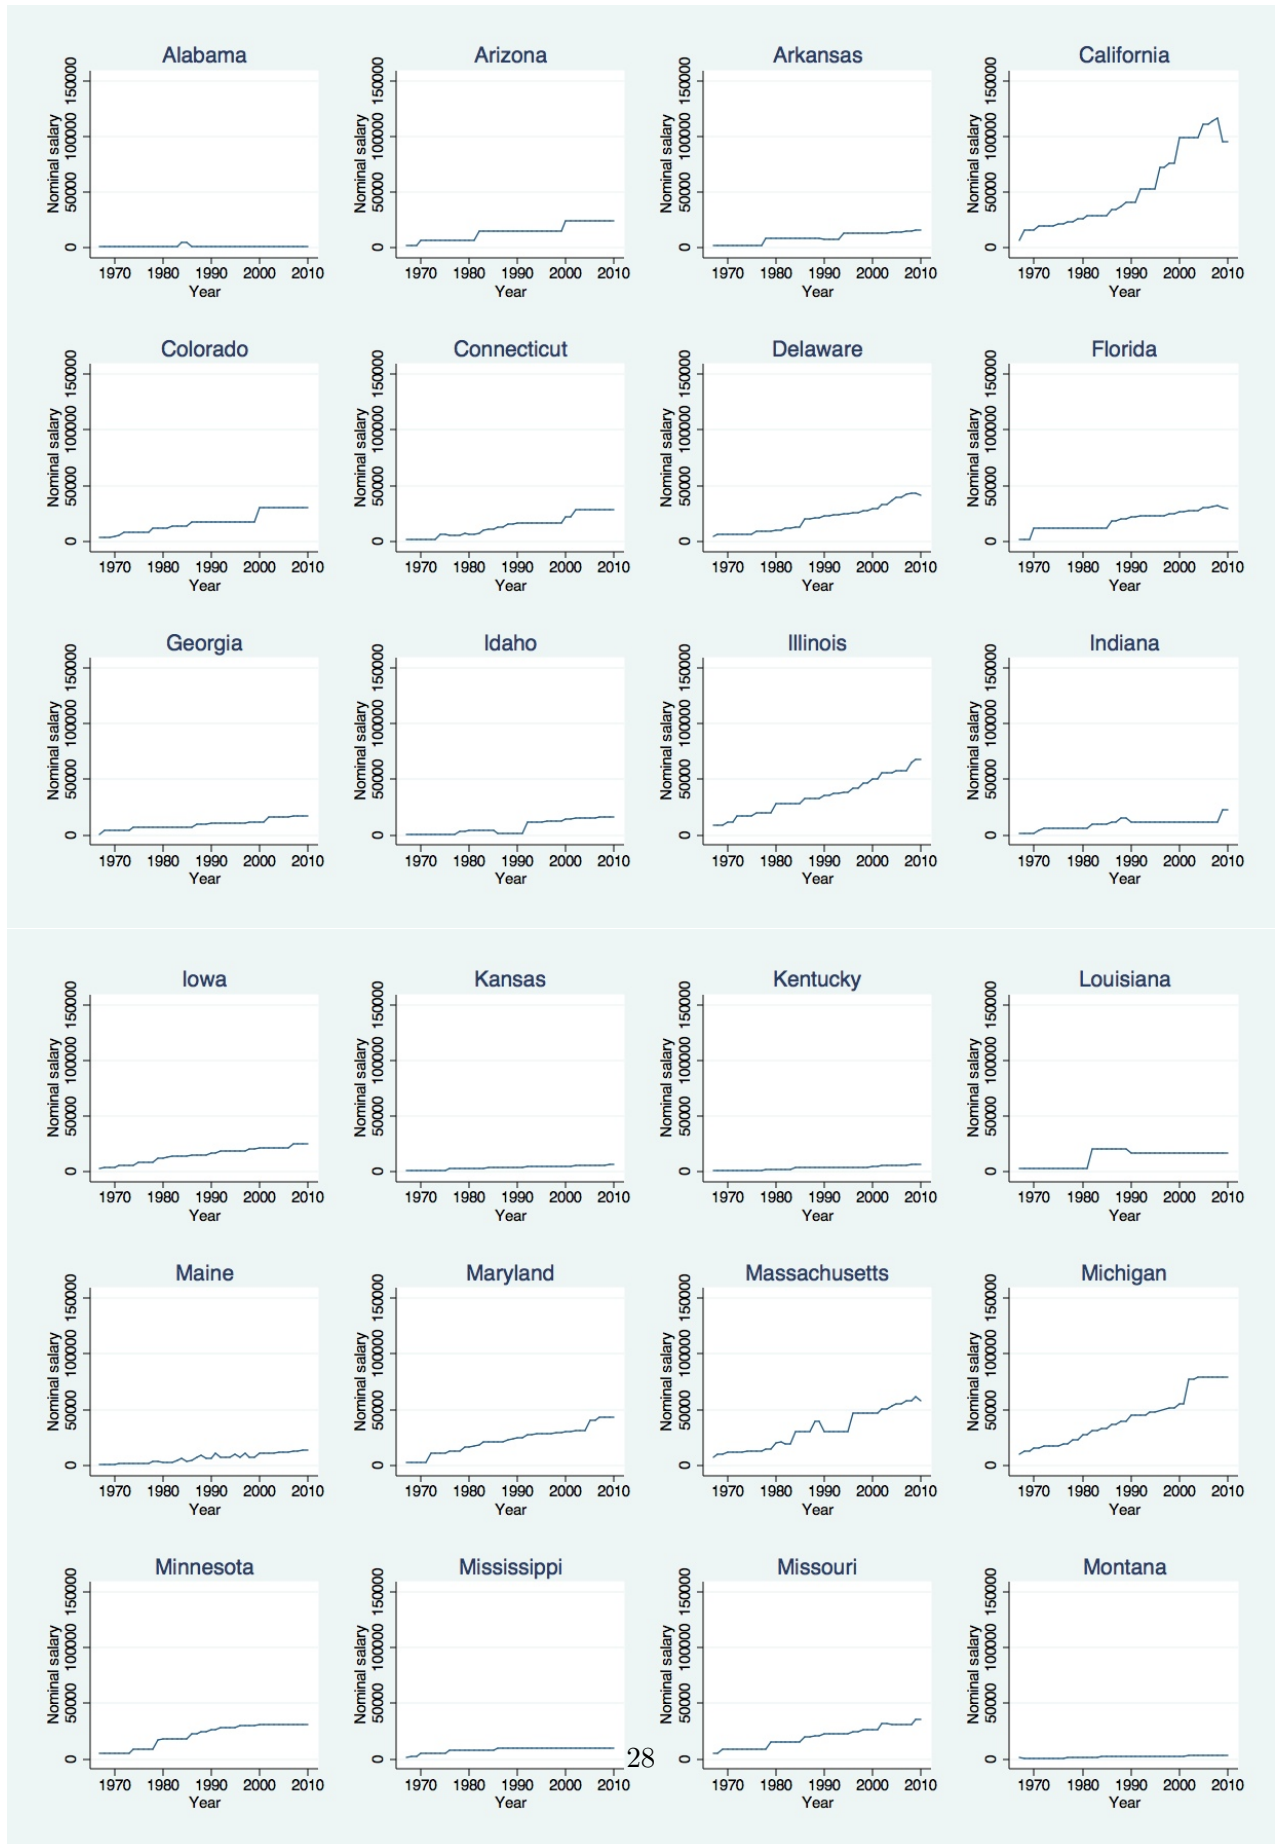 Alabama Arizona Arkansas California
Nominal salary Nominal salary Nominal salary Nominal salary
0 50000 100000 150000 0 50000 100000 150000 0 50000 100000 150000 0 50000 100000 150000
1970 1980 1990 2000 2010 1970 1980 1990 2000 2010 1970 1980 1990 2000 2010 1970 1980 1990 2000 2010
Year Year Year Year
Colorado Connecticut Delaware Florida
Nominal salary Nominal salary Nominal salary Nominal salary
0 50000 100000 150000 0 50000 100000 150000 0 50000 100000 150000 0 50000 100000 150000
1970 1980 1990 2000 2010 1970 1980 1990 2000 2010 1970 1980 1990 2000 2010 1970 1980 1990 2000 2010
Year Year Year Year
Georgia Idaho Illinois Indiana
Nominal salary Nominal salary Nominal salary Nominal salary
0 50000 100000 150000 0 50000 100000 150000 0 50000 100000 150000 0 50000 100000 150000
1970 1980 1990 2000 2010 1970 1980 1990 2000 2010 1970 1980 1990 2000 2010 1970 1980 1990 2000 2010
Year Year Year Year
Iowa Kansas Kentucky Louisiana
Nominal salary Nominal salary Nominal salary Nominal salary
0 50000 100000 150000 0 50000 100000 150000 0 50000 100000 150000 0 50000 100000 150000
1970 1980 1990 2000 2010 1970 1980 1990 2000 2010 1970 1980 1990 2000 2010 1970 1980 1990 2000 2010
Year Year Year Year
Maine Maryland Massachusetts Michigan
Nominal salary Nominal salary Nominal salary Nominal salary
0 50000 100000 150000 0 50000 100000 150000 0 50000 100000 150000 0 50000 100000 150000
1970 1980 1990 2000 2010 1970 1980 1990 2000 2010 1970 1980 1990 2000 2010 1970 1980 1990 2000 2010
Year Year Year Year
Minnesota Mississippi Missouri Montana
Nominal salary Nominal salary Nominal salary Nominal salary
0 50000 100000 150000 0 50000 100000 150000 0 50000 100000 150000 0 50000 100000 150000
28
1970 1980 1990 2000 2010 1970 1980 1990 2000 2010 1970 1980 1990 2000 2010 1970 1980 1990 2000 2010
Year Year Year Year